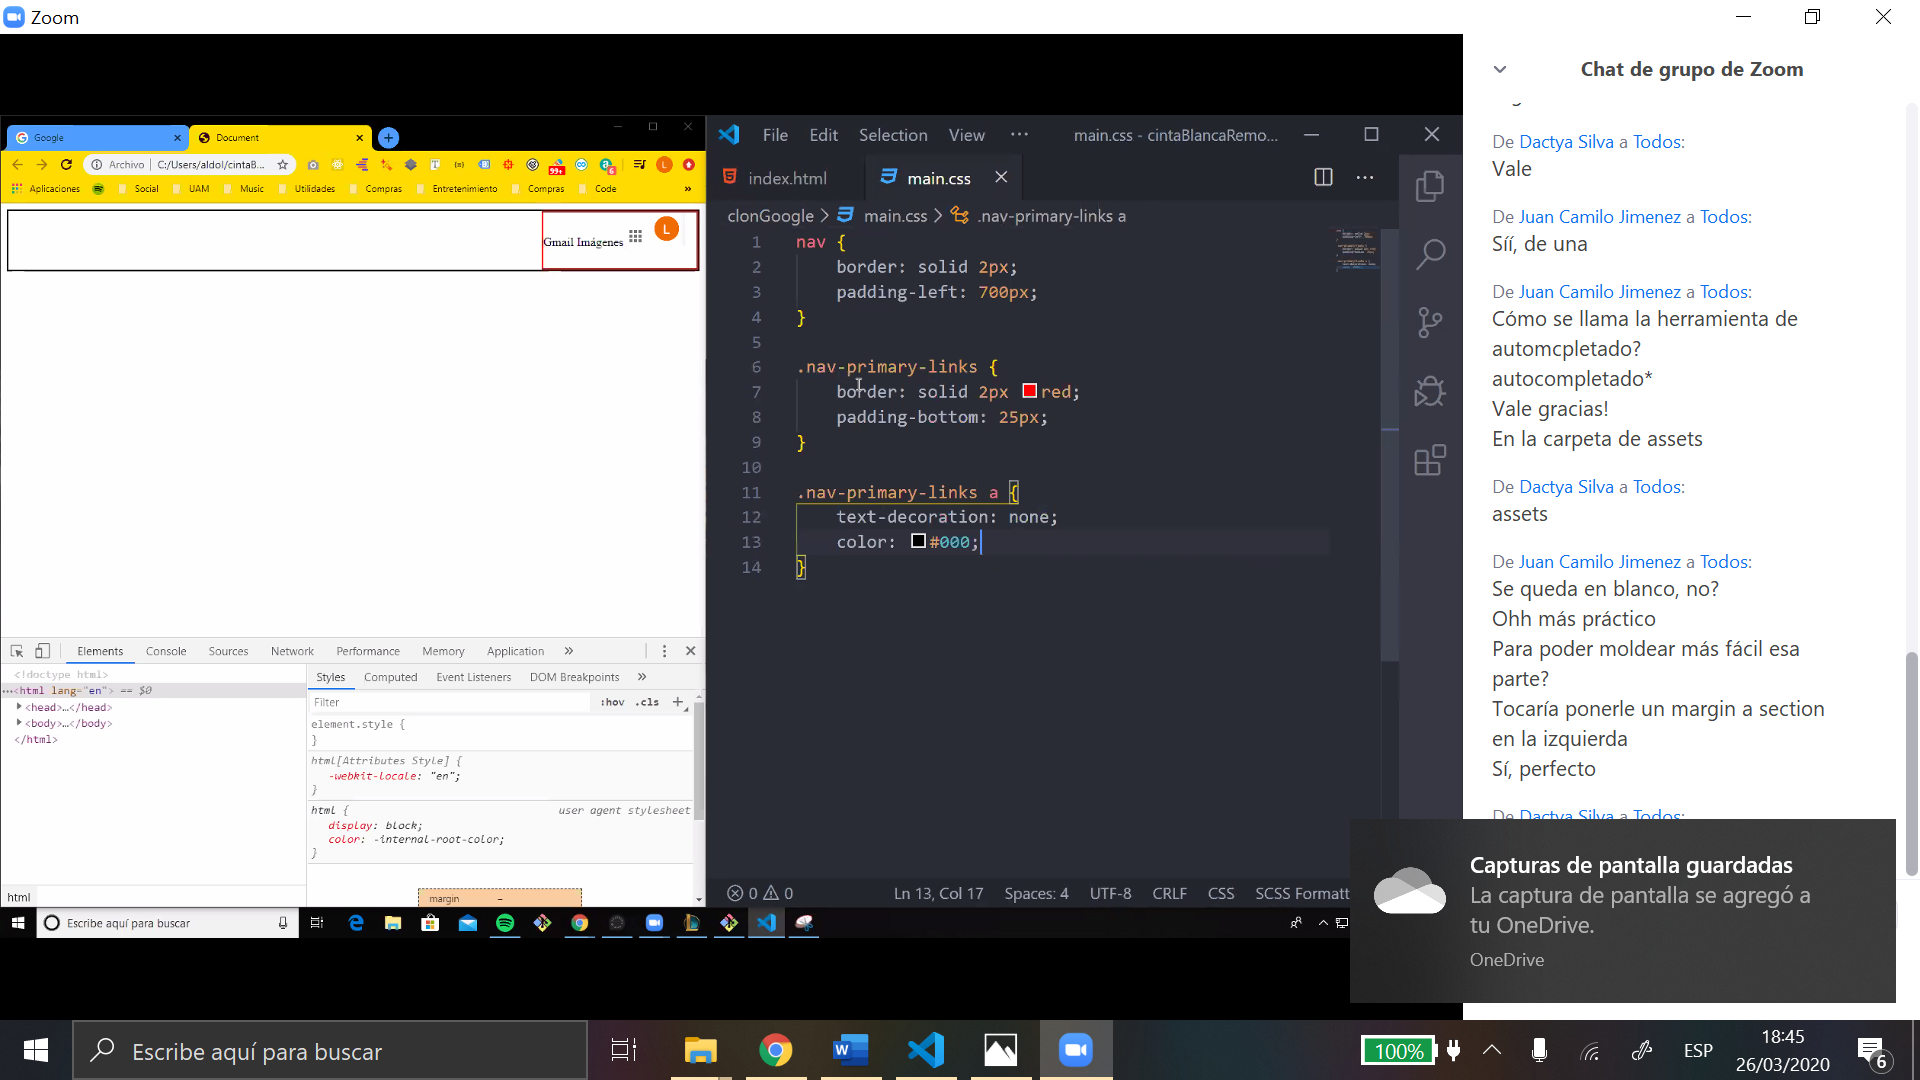 Zoom
Google
Document
Archivo
C:/Users/aldol/cintaB...
99+
6
L
Aplicaciones
Social
UAM
Music
Utilidades
Compras
Entretenimiento
Compras
Code
»
Gmail Imágenes
L
Elements
Console
Sources
Network
Performance
Memory
Application
»
<!doctype html>
...<html lang="en"> == $0
<head>…</head>
<body>…</body>
</html>
html
Styles
Computed
Event Listeners
DOM Breakpoints
»
Filter
:hov .cls +
element.style {
}
html[Attributes Style] {
-webkit-locale: "en";
}
html {
user agent stylesheet
display: block;
color: -internal-root-color;
}
margin
–
Escribe aquí para buscar
File Edit Selection View ···
main.css - cintaBlancaRemo...
index.html
main.css
clonGoogle > main.css > .nav-primary-links a
1 nav {
2 border: solid 2px;
3 padding-left: 700px;
4 }
5
6 .nav-primary-links {
7 border: solid 2px red;
8 padding-bottom: 25px;
9 }
10
11 .nav-primary-links a {
12 text-decoration: none;
13 color: #000;
14 }
0 0
Ln 13, Col 17
Spaces: 4
UTF-8
CRLF
CSS
SCSS Formatt
Chat de grupo de Zoom
De Dactya Silva a Todos:
Vale
De Juan Camilo Jimenez a Todos:
Síí, de una
De Juan Camilo Jimenez a Todos:
Cómo se llama la herramienta de
automcpletado?
autocompletado*
Vale gracias!
En la carpeta de assets
De Dactya Silva a Todos:
assets
De Juan Camilo Jimenez a Todos:
Se queda en blanco, no?
Ohh más práctico
Para poder moldear más fácil esa
parte?
Tocaría ponerle un margin a section
en la izquierda
Sí, perfecto
De Dactya Silva a Todos:
Capturas de pantalla guardadas
La captura de pantalla se agregó a
tu OneDrive.
OneDrive
Escribe aquí para buscar
100%
ESP
18:45
26/03/2020
6